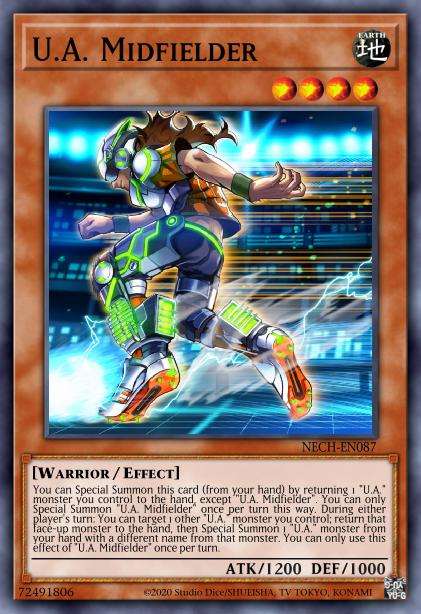 U.A. Midfielder
EARTH
地
NECH-EN087
[Warrior / Effect]
You can Special Summon this card (from your hand) by returning 1 "U.A."
monster you control to the hand, except "U.A. Midfielder". You can only
Special Summon "U.A. Midfielder" once per turn this way. During either
player's turn: You can target 1 other "U.A." monster you control; return that
face-up monster to the hand, then Special Summon 1 "U.A." monster from
your hand with a different name from that monster. You can only use this
effect of "U.A. Midfielder" once per turn.
ATK/1200 DEF/1000
72491806
©2020 Studio Dice/SHUEISHA, TV TOKYO, KONAMI